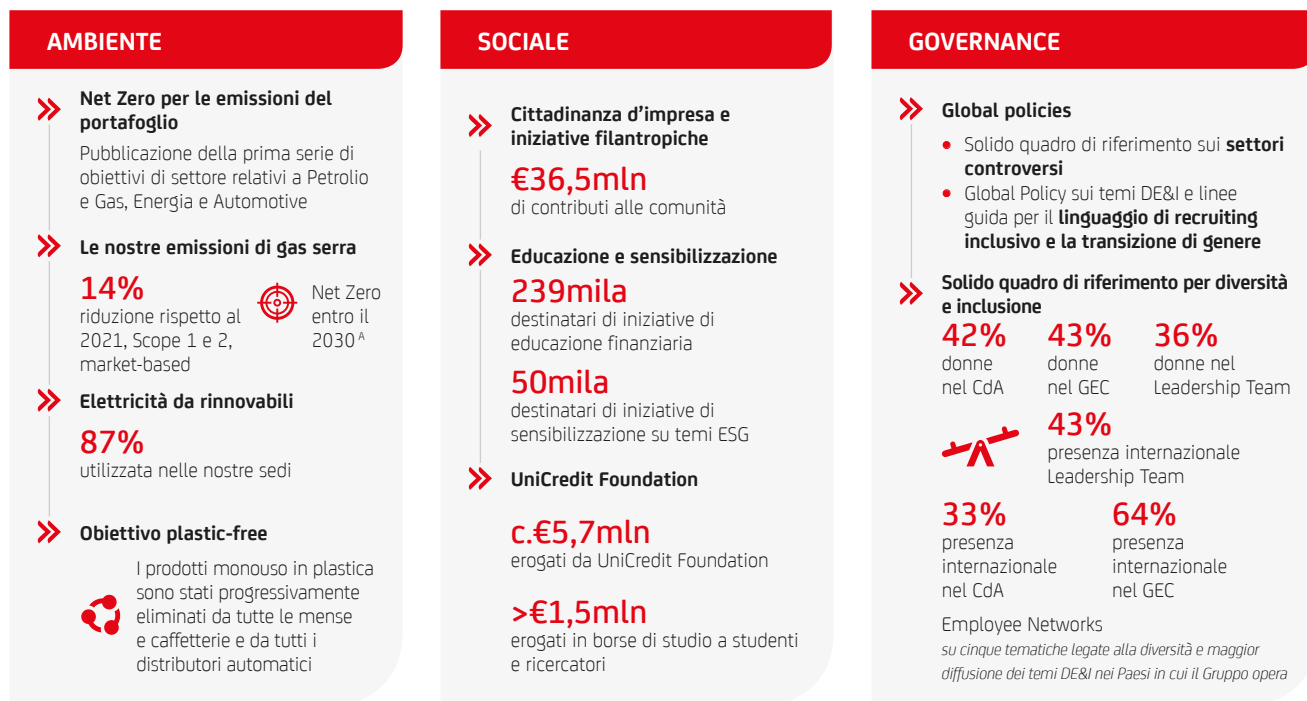 AMBIENTE
Net Zero per le emissioni del
portafoglio
Pubblicazione della prima serie di
obiettivi di settore relativi a Petrolio
e Gas, Energia e Automotive
Le nostre emissioni di gas serra
14%
riduzione rispetto al
2021, Scope 1 e 2,
market-based
Net Zero
entro il
2030 A
Elettricità da rinnovabili
87%
utilizzata nelle nostre sedi
Obiettivo plastic-free
I prodotti monouso in plastica
sono stati progressivamente
eliminati da tutte le mense
e caffetterie e da tutti i
distributori automatici
SOCIALE
Cittadinanza d'impresa e
iniziative filantropiche
€36,5mln
di contributi alle comunità
Educazione e sensibilizzazione
239mila
destinatari di iniziative di
educazione finanziaria
50mila
destinatari di iniziative di
sensibilizzazione su temi ESG
UniCredit Foundation
c.€5,7mln
erogati da UniCredit Foundation
>€1,5mln
erogati in borse di studio a studenti
e ricercatori
GOVERNANCE
Global policies
• Solido quadro di riferimento sui settori
controversi
• Global Policy sui temi DE&I e linee
guida per il linguaggio di recruiting
inclusivo e la transizione di genere
Solido quadro di riferimento per diversità
e inclusione
42%
donne
nel CdA
43%
donne
nel GEC
36%
donne nel
Leadership Team
43%
presenza internazionale
Leadership Team
33%
presenza
internazionale
nel CdA
64%
presenza
internazionale
nel GEC
Employee Networks
su cinque tematiche legate alla diversità e maggior
diffusione dei temi DE&I nei Paesi in cui il Gruppo opera